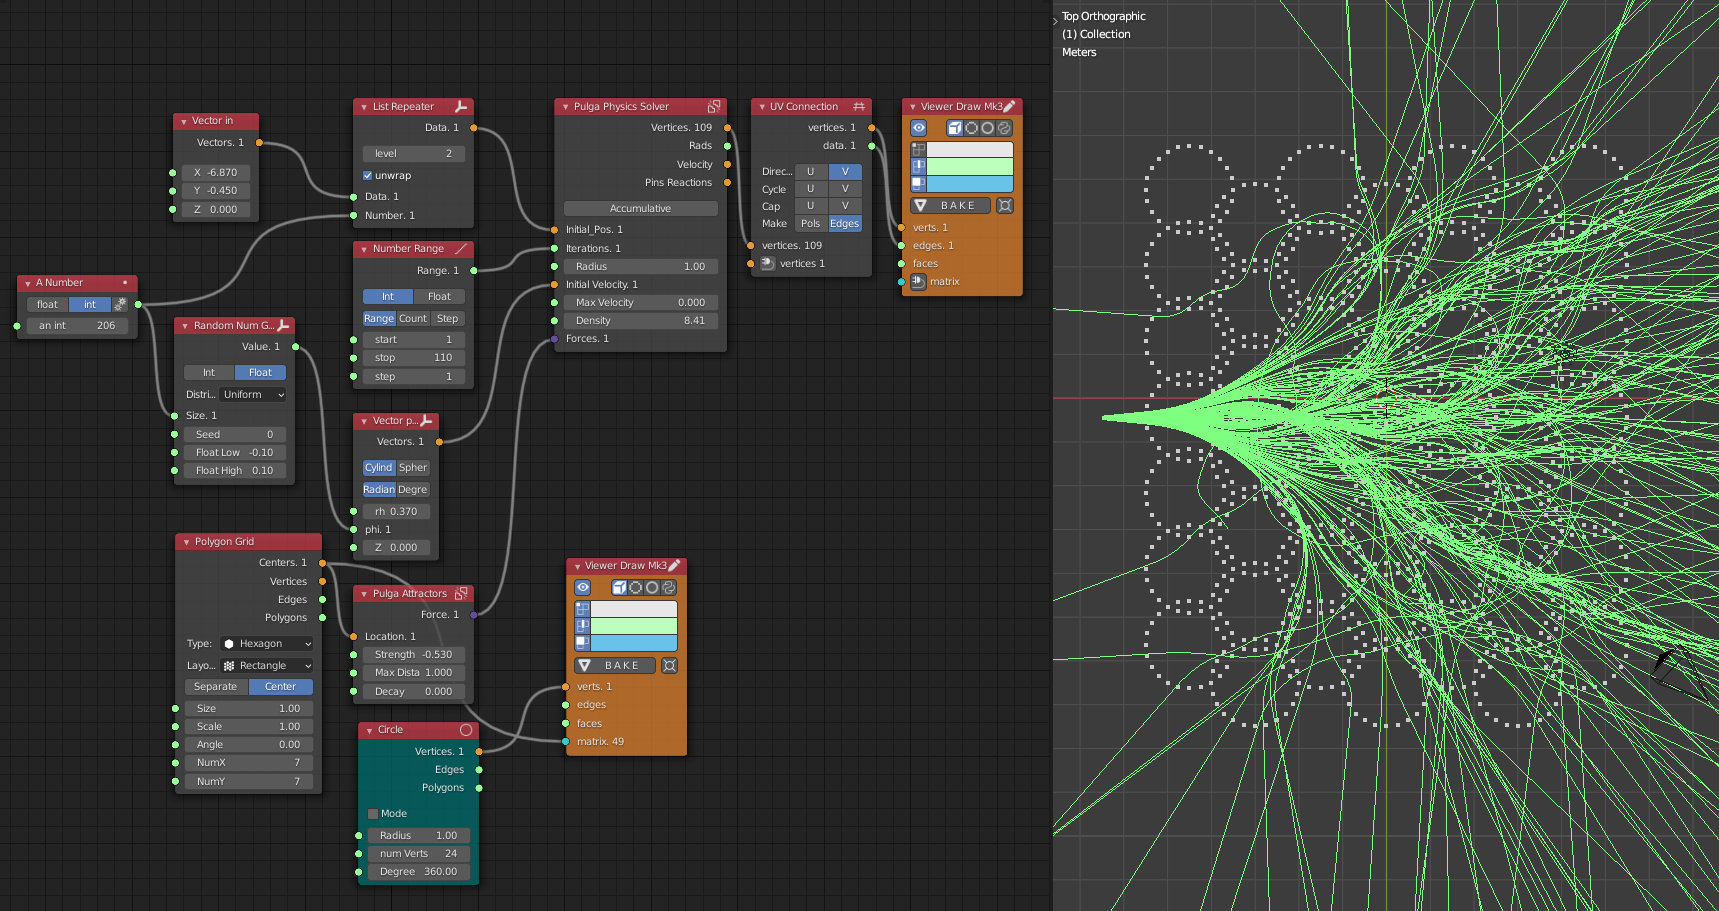 Vector in
Vectors. 1
X -6.870
Y -0.450
Z 0.000
A Number
float int
an int 206
Random Num G...
Value. 1
Int Float
Distri... Uniform
Size. 1
Seed 0
Float Low -0.10
Float High 0.10
Polygon Grid
Centers. 1
Vertices
Edges
Polygons
Type: Hexagon
Layo... Rectangle
Separate Center
Size 1.00
Scale 1.00
Angle 0.00
NumX 7
NumY 7
List Repeater
Data. 1
level 2
unwrap
Data. 1
Number. 1
Number Range
Range. 1
Int Float
Range Count Step
start 1
stop 110
step 1
Vector p...
Vectors. 1
Cylind Spher
Radian Degre
rh 0.370
phi. 1
Z 0.000
Pulga Attractors
Force. 1
Location. 1
Strength -0.530
Max Dista 1.000
Decay 0.000
Circle
Vertices. 1
Edges
Polygons
Mode
Radius 1.00
num Verts 24
Degree 360.00
Pulga Physics Solver
Vertices. 109
Rads
Velocity
Pins Reactions
Accumulative
Initial_Pos. 1
Iterations. 1
Radius 1.00
Initial Velocity. 1
Max Velocity 0.000
Density 8.41
Forces. 1
Viewer Draw Mk3
BAKE
verts. 1
edges
faces
matrix. 49
UV Connection
vertices. 1
data. 1
Direc... U V
Cycle U V
Cap U V
Make Pols Edges
vertices. 109
vertices 1
Viewer Draw Mk3
BAKE
verts. 1
edges. 1
faces
matrix
Top Orthographic
(1) Collection
Meters